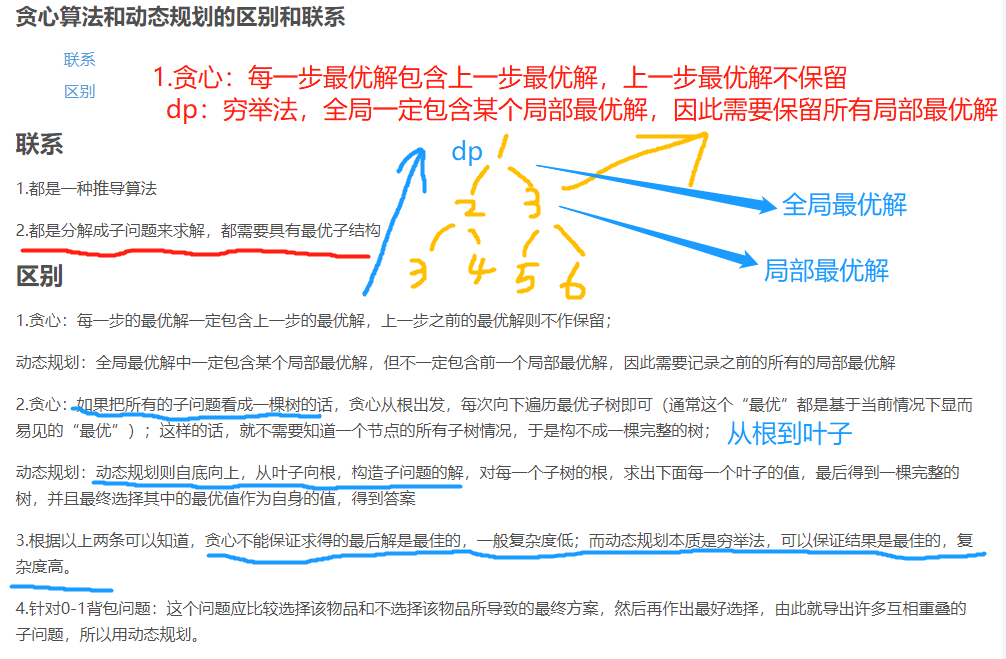 贪心算法和动态规划的区别和联系
联系
区别
1.贪心：每一步最优解包含上一步最优解，上一步最优解不保留
dp：穷举法，全局一定包含某个局部最优解，因此需要保留所有局部最优解
联系
dp
1
1.都是一种推导算法
2 3
全局最优解
2.都是分解成子问题来求解，都需要具有最优子结构
3 4 5 6
局部最优解
区别
1.贪心：每一步的最优解一定包含上一步的最优解，上一步之前的最优解则不作保留；
动态规划：全局最优解中一定包含某个局部最优解，但不一定包含前一个局部最优解，因此需要记录之前的所有的局部最优解
2.贪心：如果把所有的子问题看成一棵树的话，贪心从根出发，每次向下遍历最优子树即可（通常这个“最优”都是基于当前情况下显而
易见的“最优”）；这样的话，就不需要知道一个节点的所有子树情况，于是构不成一棵完整的树；
从根到叶子
动态规划：动态规划则自底向上，从叶子向根，构造子问题的解，对每一个子树的根，求出下面每一个叶子的值，最后得到一棵完整的
树，并且最终选择其中的最优值作为自身的值，得到答案
3.根据以上两条可以知道，贪心不能保证求得的最后解是最佳的，一般复杂度低；而动态规划本质是穷举法，可以保证结果是最佳的，复
杂度高。
4.针对0-1背包问题：这个问题应比较选择该物品和不选择该物品所导致的最终方案，然后再作出最好选择，由此就导出许多互相重叠的
子问题，所以用动态规划。